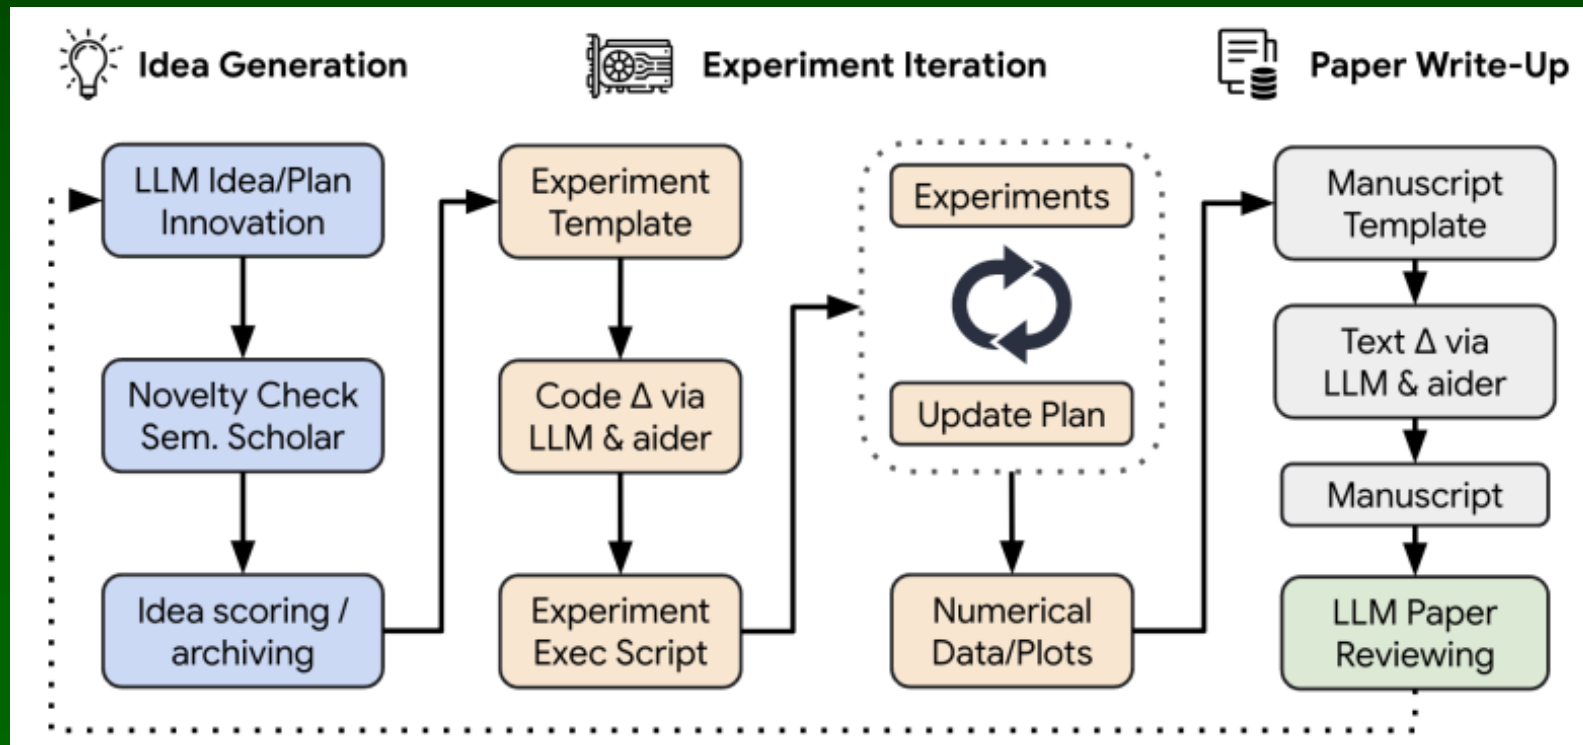 Idea Generation
Experiment Iteration
Paper Write-Up
LLM Idea/Plan
Innovation
Novelty Check
Sem. Scholar
Idea scoring /
archiving
Experiment
Template
Code Δ via
LLM & aider
Experiment
Exec Script
Experiments
Update Plan
Numerical
Data/Plots
Manuscript
Template
Text Δ via
LLM & aider
Manuscript
LLM Paper
Reviewing